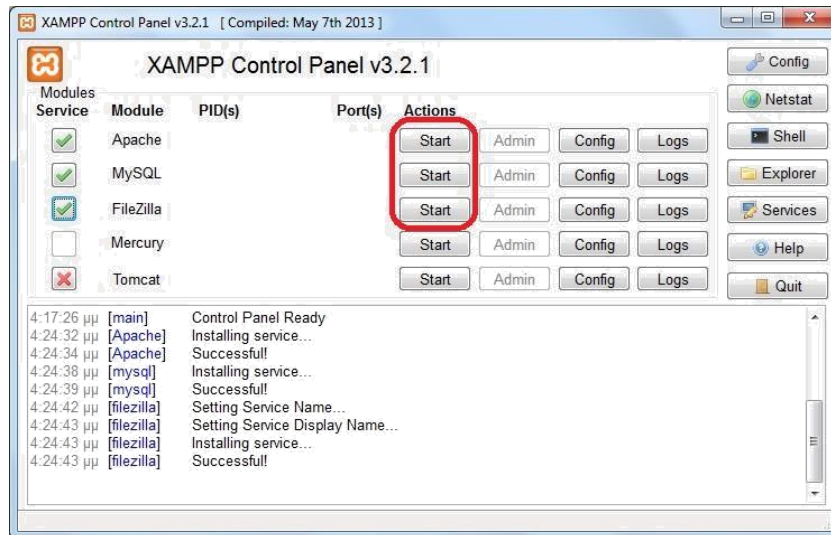 XAMPP Control Panel v3.2.1 [ Compiled: May 7th 2013 ]
XAMPP Control Panel v3.2.1
Config
Modules
Service Module PID(s) Port(s) Actions
Netstat
Apache Start Admin Config Logs
Shell
MySQL Start Admin Config Logs
Explorer
FileZilla Start Admin Config Logs
Services
Mercury Start Admin Config Logs
Help
Tomcat Start Admin Config Logs
Quit
4:17:26 μμ [main] Control Panel Ready
4:24:32 μμ [Apache] Installing service...
4:24:34 μμ [Apache] Successful!
4:24:38 μμ [mysql] Installing service...
4:24:39 μμ [mysql] Successful!
4:24:42 μμ [filezilla] Setting Service Name...
4:24:43 μμ [filezilla] Setting Service Display Name...
4:24:43 μμ [filezilla] Installing service...
4:24:43 μμ [filezilla] Successful!